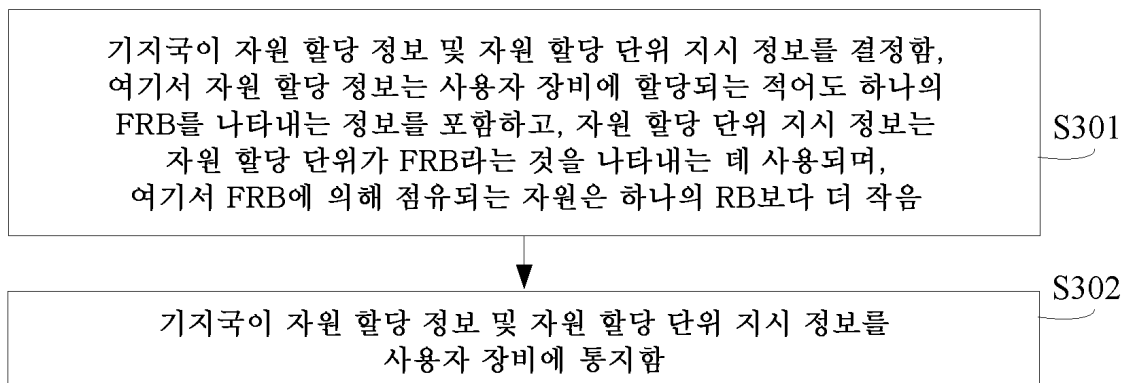 기지국이 자원 할당 정보 및 자원 할당 단위 지시 정보를 결정함,
여기서 자원 할당 정보는 사용자 장비에 할당되는 적어도 하나의
FRB를 나타내는 정보를 포함하고, 자원 할당 단위 지시 정보는
자원 할당 단위가 FRB라는 것을 나타내는 데 사용되며,
여기서 FRB에 의해 점유되는 자원은 하나의 RB보다 더 작음
S301
S302
기지국이 자원 할당 정보 및 자원 할당 단위 지시 정보를
사용자 장비에 통지함